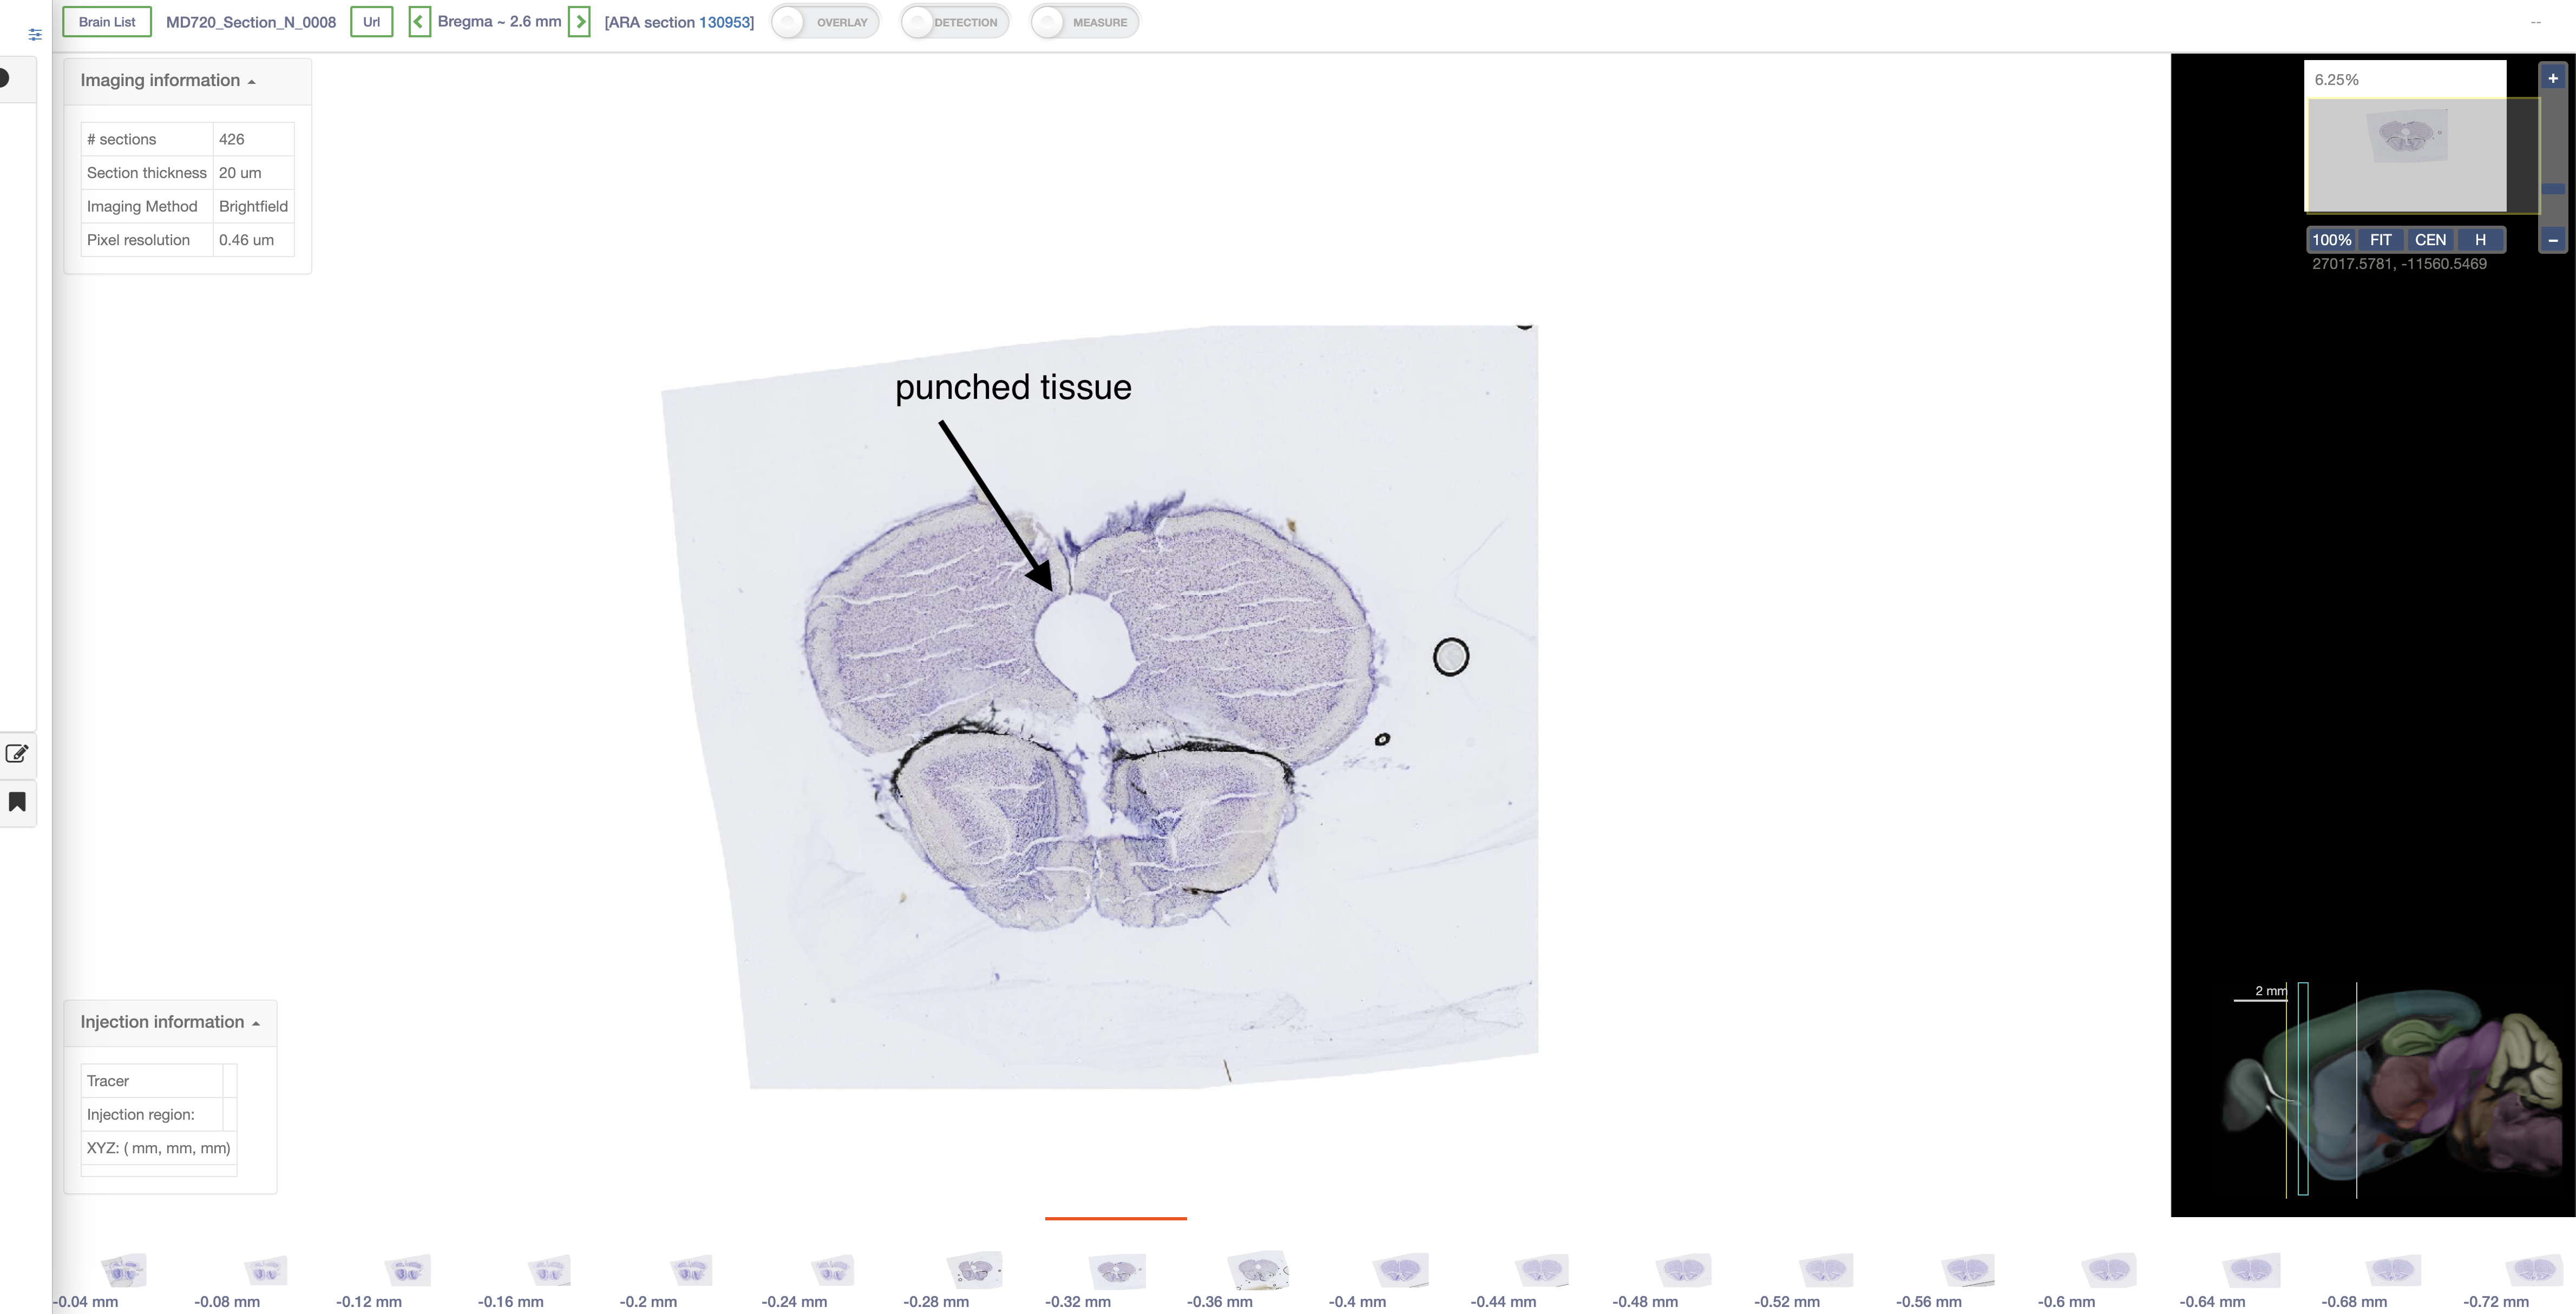 Brain List MD720_Section_N_0008 Url Bregma ~ 2.6 mm [ARA section 130953] OVERLAY DETECTION MEASURE --
Imaging information
# sections 426
Section thickness 20 um
Imaging Method Brightfield
Pixel resolution 0.46 um
6.25%
100% FIT CEN H
27017.5781, -11560.5469
punched tissue
2 mm
Injection information
Tracer
Injection region:
XYZ: ( mm, mm, mm)
-0.04 mm -0.08 mm -0.12 mm -0.16 mm -0.2 mm -0.24 mm -0.28 mm -0.32 mm -0.36 mm -0.4 mm -0.44 mm -0.48 mm -0.52 mm -0.56 mm -0.6 mm -0.64 mm -0.68 mm -0.72 mm